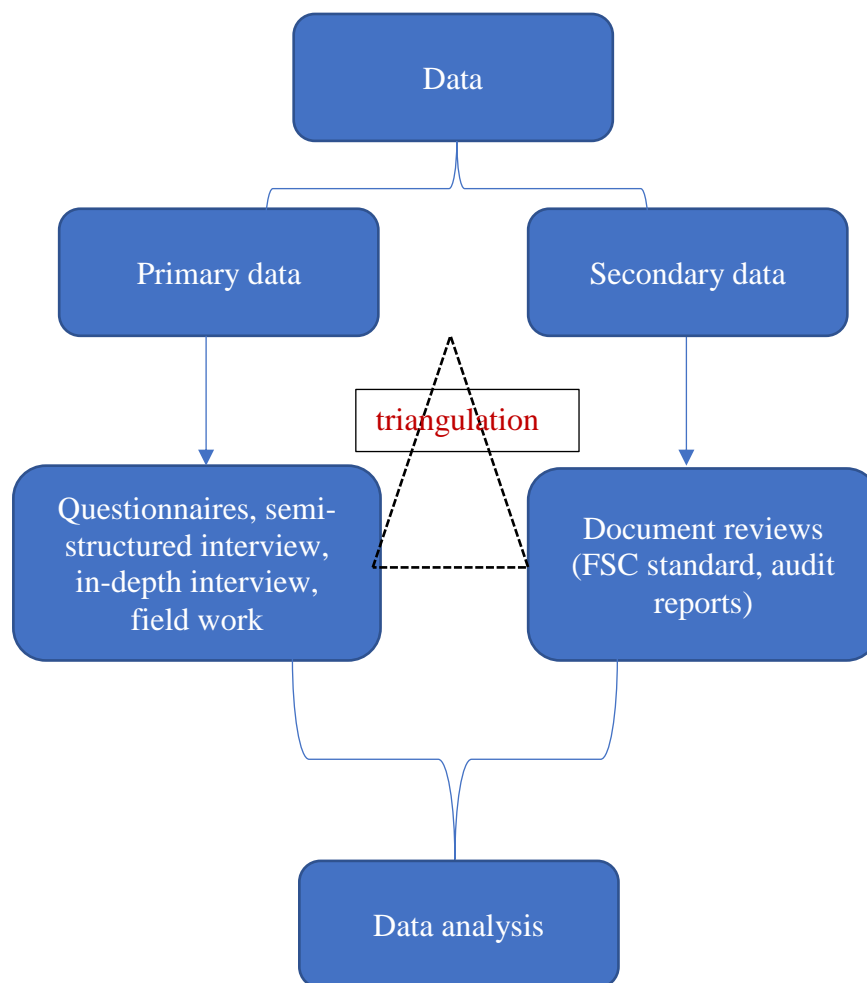 Data
Primary data
Secondary data
triangulation
Questionnaires, semi-
structured interview,
in-depth interview,
field work
Document reviews
(FSC standard, audit
reports)
Data analysis